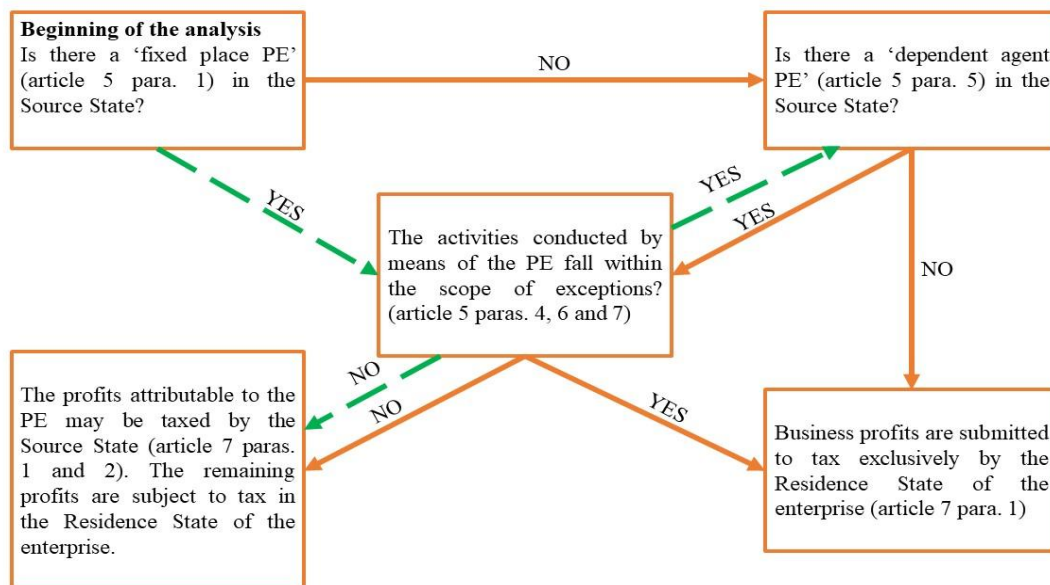 Beginning of the analysis
Is there a ‘fixed place PE’
(article 5 para. 1) in the
Source State?
NO
Is there a ‘dependent agent
PE’ (article 5 para. 5) in the
Source State?
YES
YES
YES
The activities conducted by
means of the PE fall within
the scope of exceptions?
(article 5 paras. 4, 6 and 7)
NO
NO
NO
YES
The profits attributable to the
PE may be taxed by the
Source State (article 7 paras.
1 and 2). The remaining
profits are subject to tax in
the Residence State of the
enterprise.
Business profits are submitted
to tax exclusively by the
Residence State of the
enterprise (article 7 para. 1)